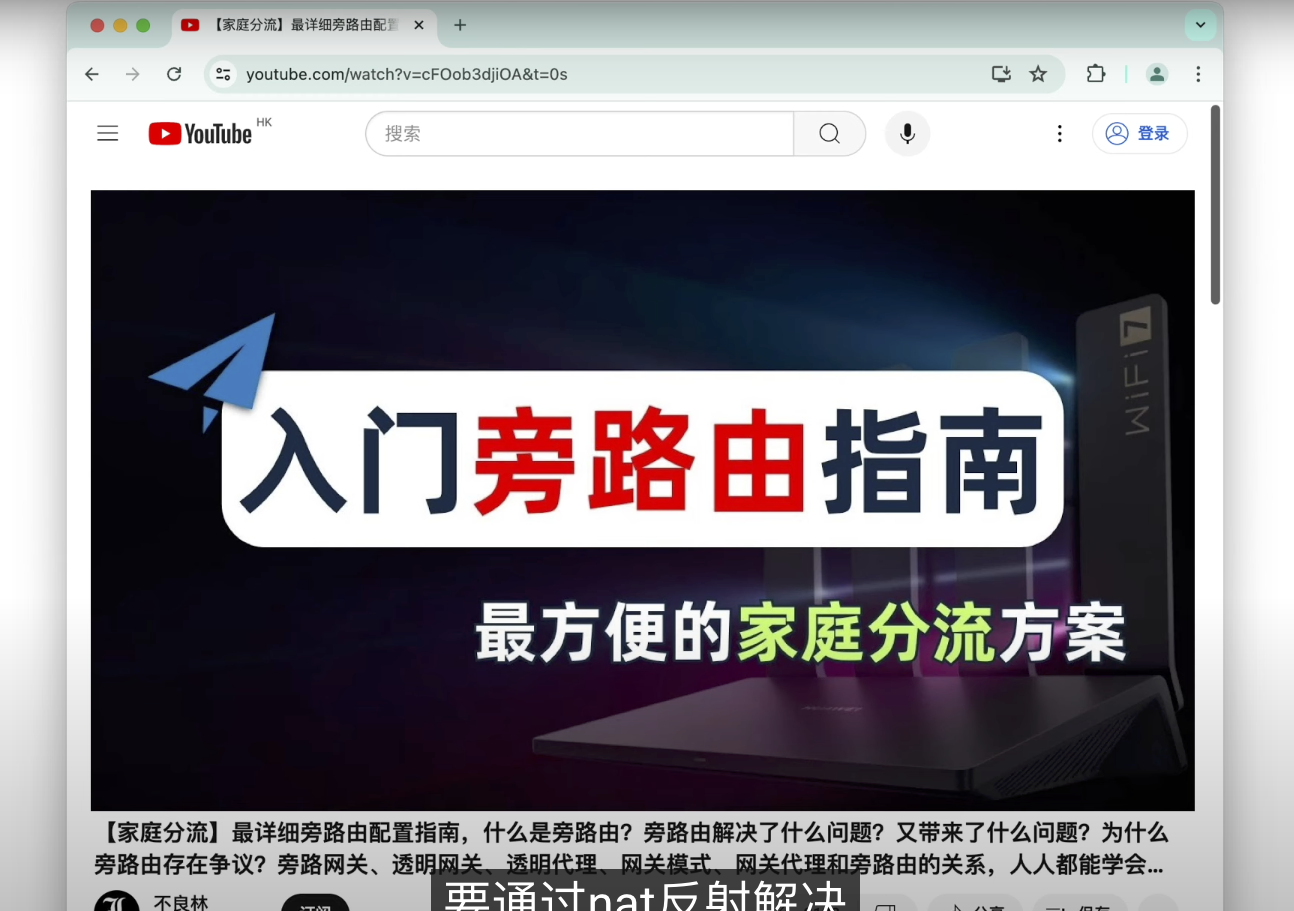 【家庭分流】最详细旁路由配置
youtube.com/watch?v=cFOob3djiOA&t=0s
YouTube HK
搜索
登录
WiFi 7
入门旁路由指南
最方便的家庭分流方案
HUAWEI
【家庭分流】最详细旁路由配置指南，什么是旁路由？旁路由解决了什么问题？又带来了什么问题？为什么
旁路由存在争议？旁路网关、透明网关、透明代理、网关模式、网关代理和旁路由的关系，人人都能学会...
不良林
订阅
分享
保存
要通过nat反射解决